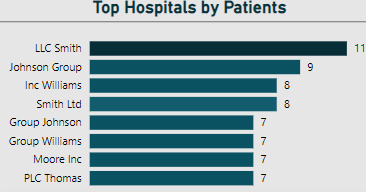 Top Hospitals by Patients
LLC Smith 11
Johnson Group 9
Inc Williams 8
Smith Ltd 8
Group Johnson 7
Group Williams 7
Moore Inc 7
PLC Thomas 7